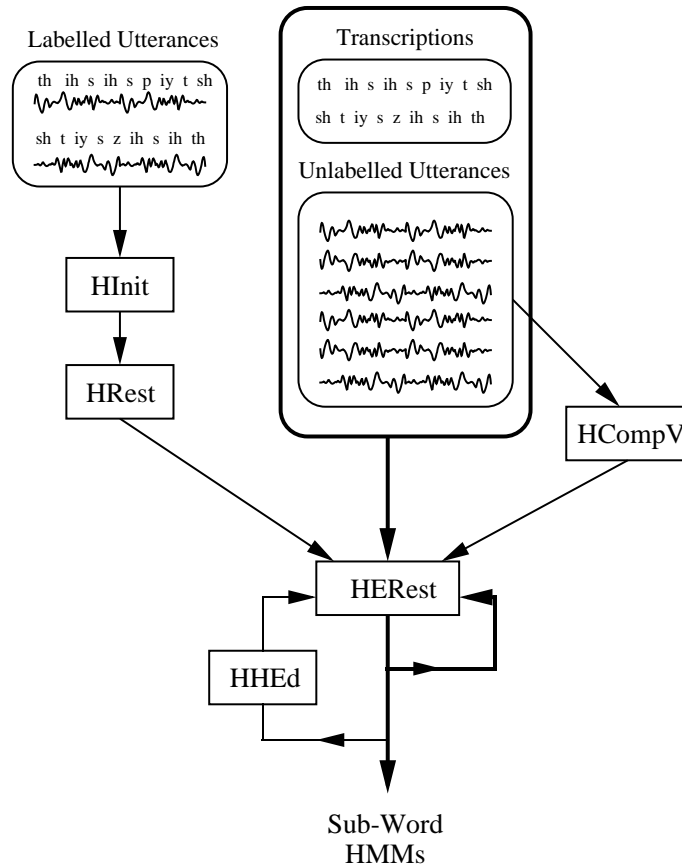 Labelled Utterances
th ih s ih s p iy t sh
sh t iy s z ih s ih th
Transcriptions
th ih s ih s p iy t sh
sh t iy s z ih s ih th
Unlabelled Utterances
HInit
HRest
HCompV
HERest
HHEd
Sub-Word
HMMs